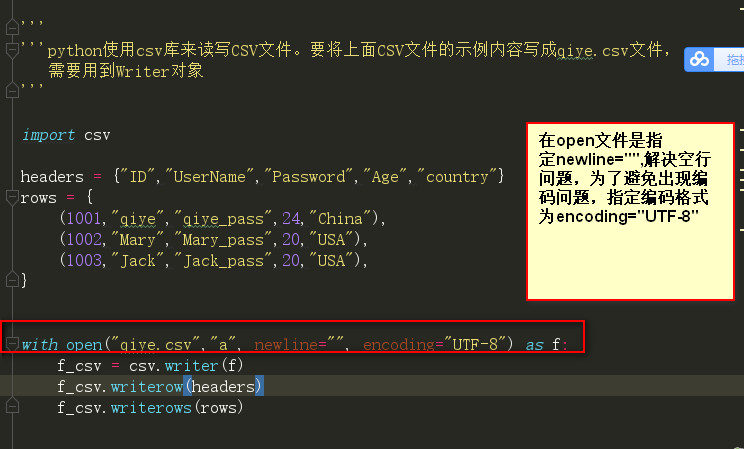 '''
'''python使用csv库来读写CSV文件。要将上面CSV文件的示例内容写成qiye.csv文件，
需要用到Writer对象
'''
import csv
headers = {"ID","UserName","Password","Age","country"}
rows = {
(1001,"qiye","qiye_pass",24,"China"),
(1002,"Mary","Mary_pass",20,"USA"),
(1003,"Jack","Jack_pass",20,"USA"),
}
with open("qiye.csv","a", newline="", encoding="UTF-8") as f:
f_csv = csv.writer(f)
f_csv.writerow(headers)
f_csv.writerows(rows)
在open文件是指
定newline="",解决空行
问题，为了避免出现编
码问题，指定编码格式
为encoding="UTF-8"